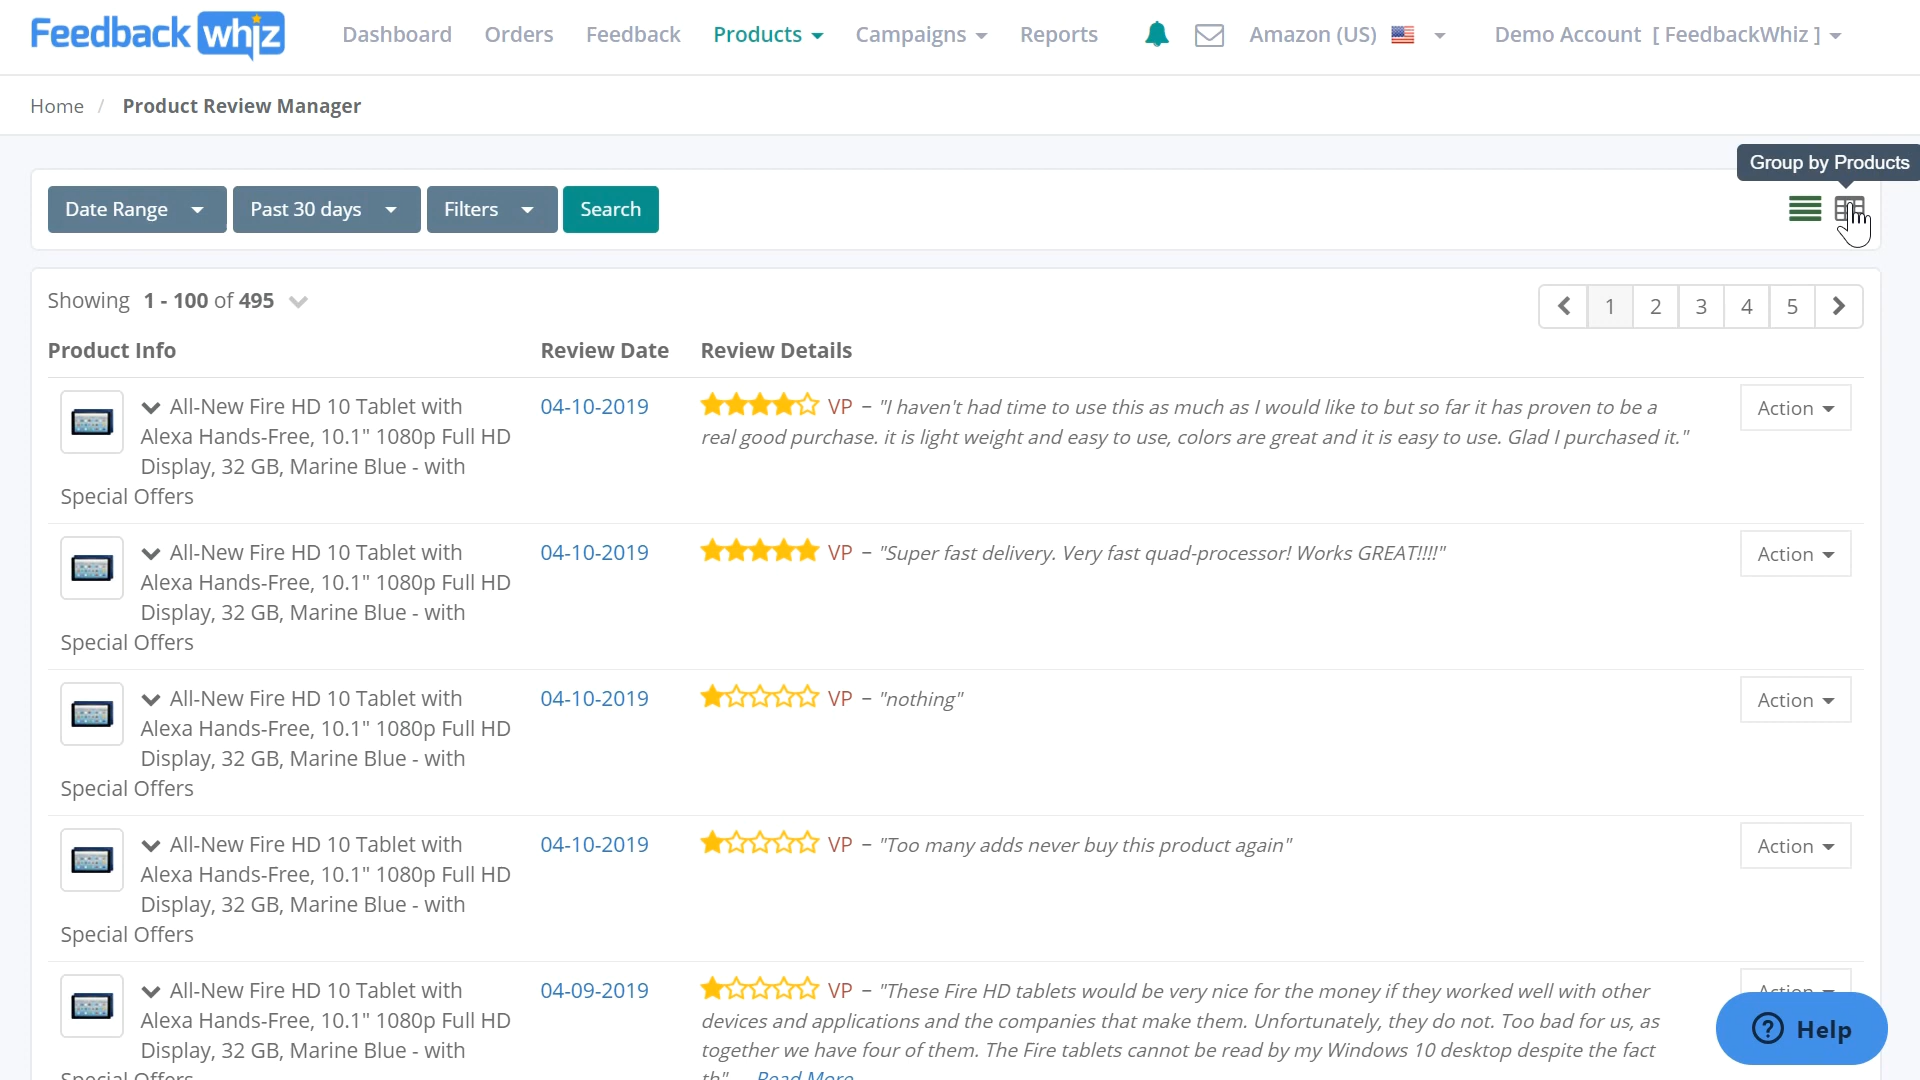 Feedback whiz Dashboard Orders Feedback Products Campaigns Reports Amazon (US) Demo Account [ FeedbackWhiz ]
Home / Product Review Manager
Group by Products
Date Range Past 30 days Filters Search
Showing 1 - 100 of 495 1 2 3 4 5
Product Info Review Date Review Details
All-New Fire HD 10 Tablet with 04-10-2019 VP – "I haven't had time to use this as much as I would like to but so far it has proven to be a Action
Alexa Hands-Free, 10.1" 1080p Full HD real good purchase. it is light weight and easy to use, colors are great and it is easy to use. Glad I purchased it."
Display, 32 GB, Marine Blue - with
Special Offers
All-New Fire HD 10 Tablet with 04-10-2019 VP – "Super fast delivery. Very fast quad-processor! Works GREAT!!!!" Action
Alexa Hands-Free, 10.1" 1080p Full HD
Display, 32 GB, Marine Blue - with
Special Offers
All-New Fire HD 10 Tablet with 04-10-2019 VP – "nothing" Action
Alexa Hands-Free, 10.1" 1080p Full HD
Display, 32 GB, Marine Blue - with
Special Offers
All-New Fire HD 10 Tablet with 04-10-2019 VP – "Too many adds never buy this product again" Action
Alexa Hands-Free, 10.1" 1080p Full HD
Display, 32 GB, Marine Blue - with
Special Offers
All-New Fire HD 10 Tablet with 04-09-2019 VP – "These Fire HD tablets would be very nice for the money if they worked well with other Action
Alexa Hands-Free, 10.1" 1080p Full HD devices and applications and the companies that make them. Unfortunately, they do not. Too bad for us, as
Display, 32 GB, Marine Blue - with together we have four of them. The Fire tablets cannot be read by my Windows 10 desktop despite the fact
Special Offers th" ... Read More
Help